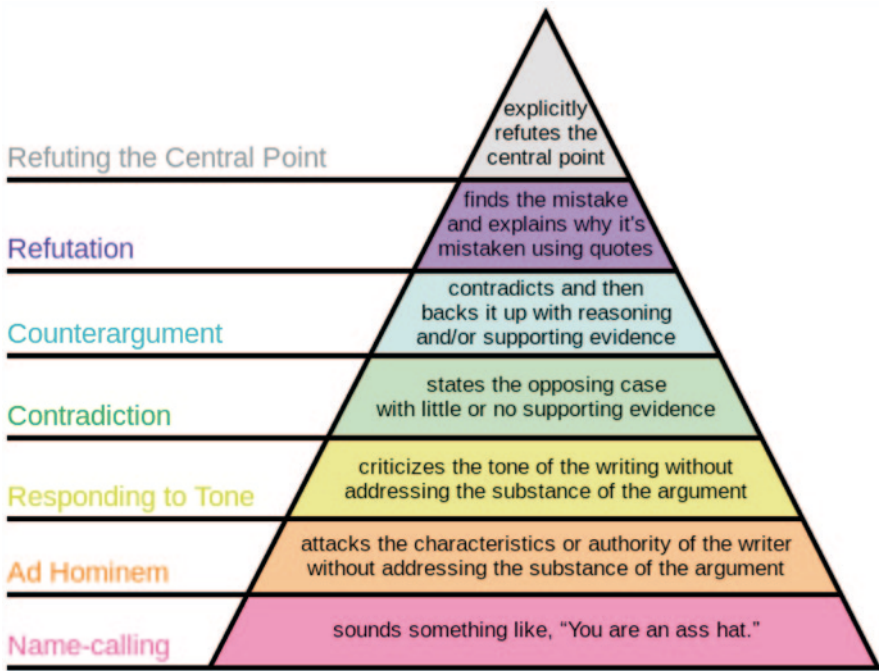 explicitly
refutes the
central point
Refuting the Central Point
finds the mistake
and explains why it's
mistaken using quotes
Refutation
contradicts and then
backs it up with reasoning
and/or supporting evidence
Counterargument
states the opposing case
with little or no supporting evidence
Contradiction
criticizes the tone of the writing without
addressing the substance of the argument
Responding to Tone
attacks the characteristics or authority of the writer
without addressing the substance of the argument
Ad Hominem
sounds something like, “You are an ass hat.”
Name-calling